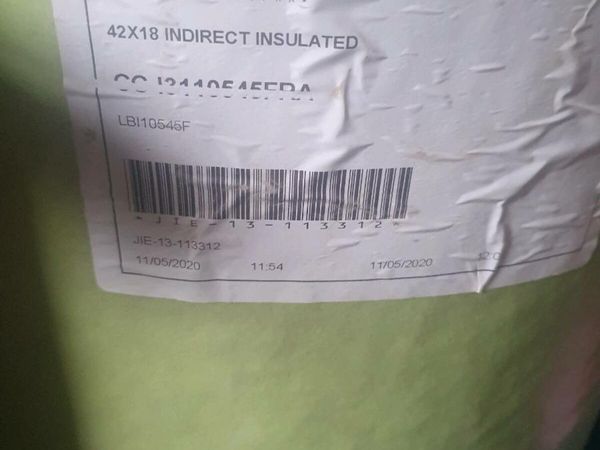 42X18 INDIRECT INSULATED
LBI10545F
*JIE-13-113312*
JIE-13-113312
11/05/2020 11:54 11/05/2020